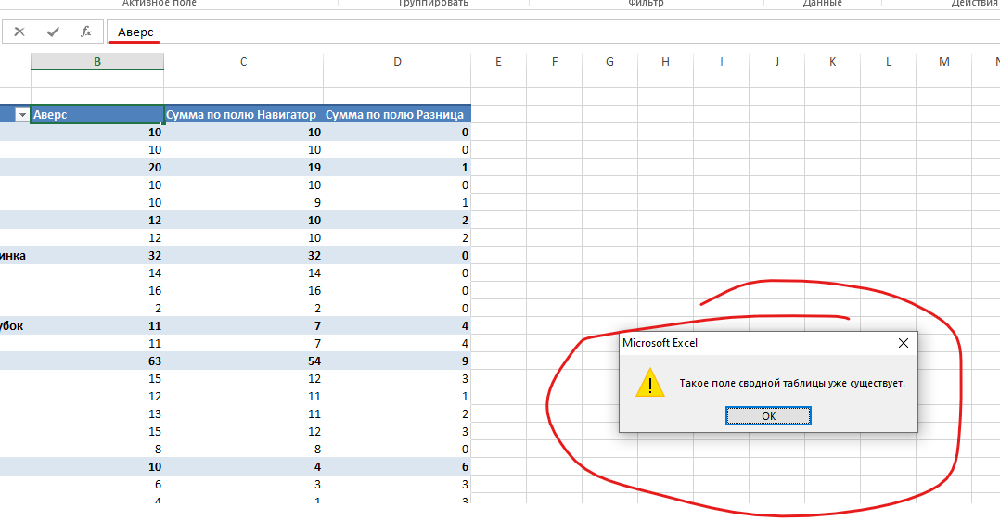 Активное поле Группировать Фильтр Данные Действия
fx Аверс
B C D E F G H I J K L M N
Аверс Сумма по полю Навигатор Сумма по полю Разница
10 10 0
10 10 0
20 19 1
10 10 0
10 9 1
12 10 2
12 10 2
инка 32 32 0
14 14 0
16 16 0
2 2 0
убок 11 7 4
11 7 4
63 54 9
15 12 3
12 11 1
13 11 2
15 12 3
8 8 0
10 4 6
6 3 3
4 1 3
Microsoft Excel
Такое поле сводной таблицы уже существует.
OK